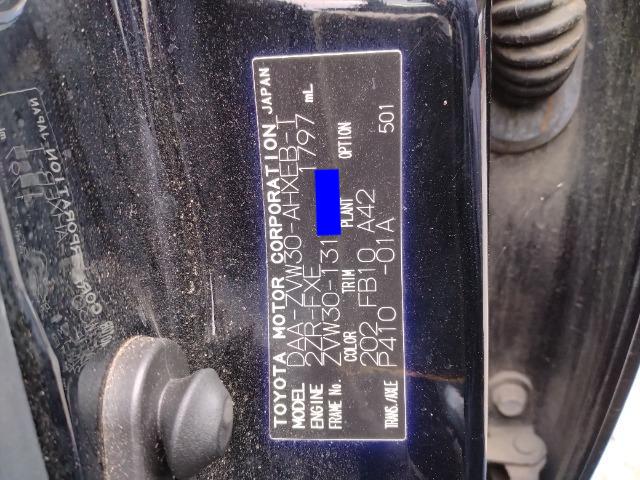 TOYOTA MOTOR CORPORATION JAPAN
MODEL DAA-ZVW30-AHXEB-I
ENGINE 2ZR-FXE 1797 mL
FRAME No. ZVW30-131
COLOR TRIM PLANT OPTION
202 FB10 A42 501
P410 -01A
TRANS./AXLE